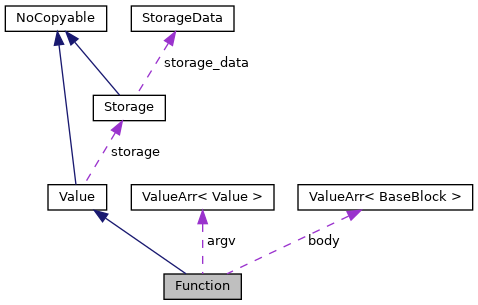 NoCopyable
StorageData
storage_data
Storage
storage
Value
ValueArr< Value >
ValueArr< BaseBlock >
argv
body
Function